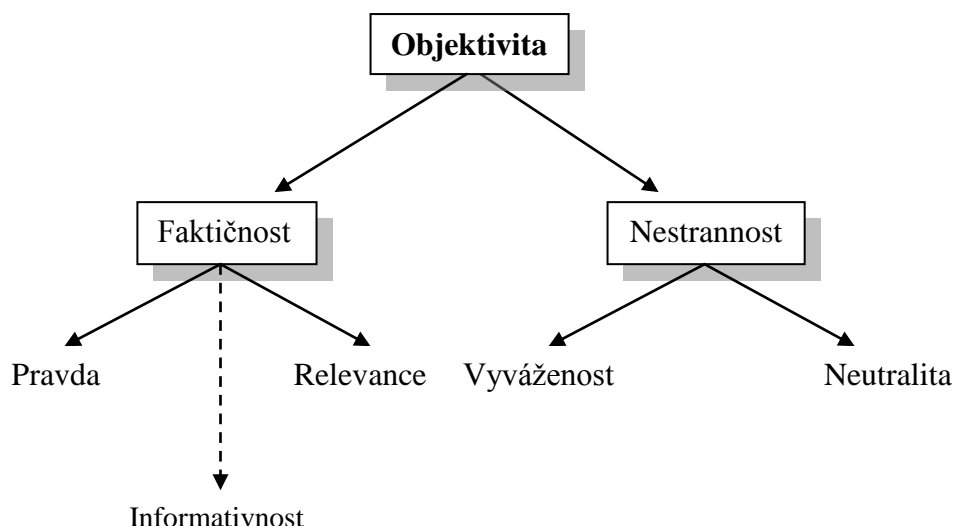 Objektivita
Faktičnost
Nestrannost
Pravda
Relevance
Vyváženost
Neutralita
Informativnost